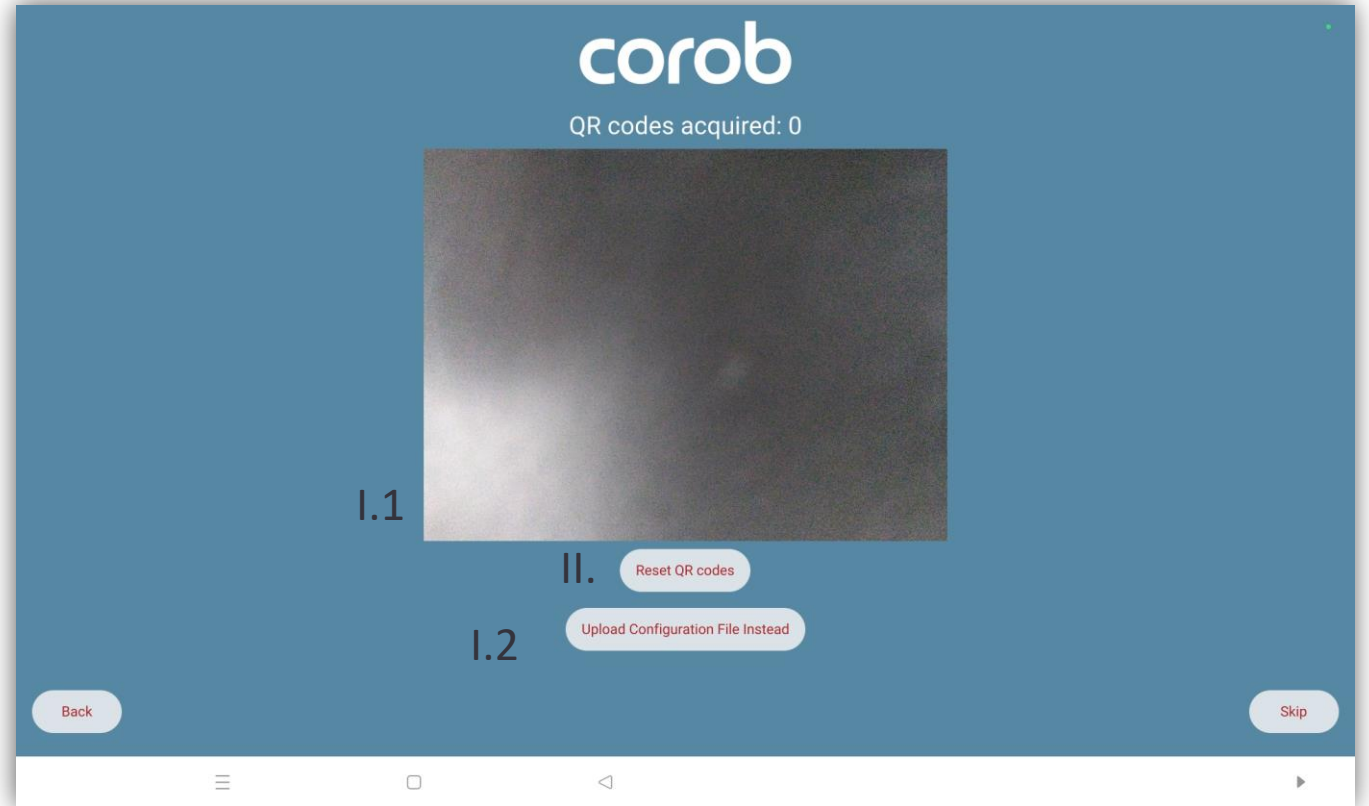 corob
QR codes acquired: 0
I.1
II. Reset QR codes
I.2 Upload Configuration File Instead
Back Skip